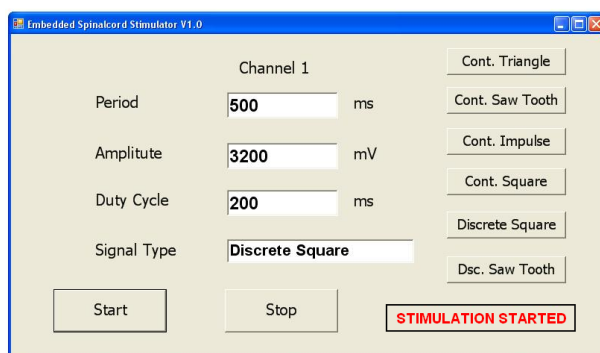 Embedded Spinalcord Stimulator V1.0
Channel 1
Period 500 ms
Amplitute 3200 mV
Duty Cycle 200 ms
Signal Type Discrete Square
Cont. Triangle
Cont. Saw Tooth
Cont. Impulse
Cont. Square
Discrete Square
Dsc. Saw Tooth
Start Stop
STIMULATION STARTED